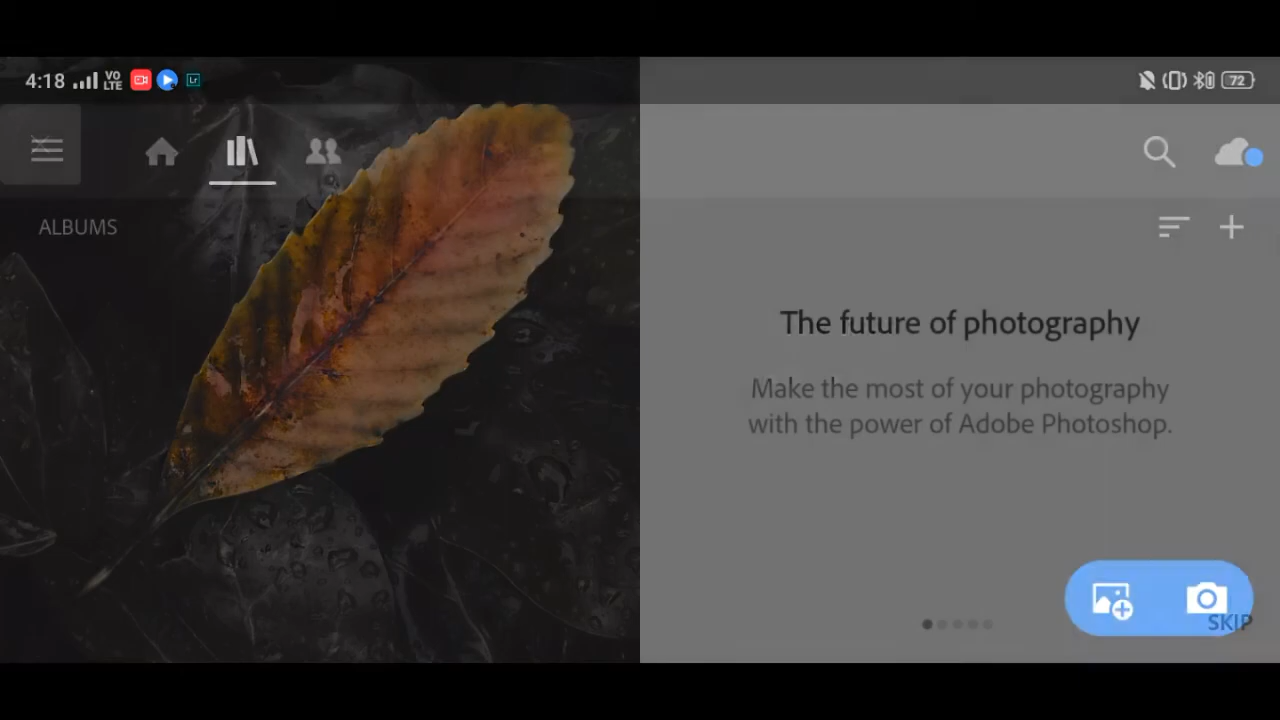 4:18 VO LTE Lr 72
ALBUMS
The future of photography
Make the most of your photography
with the power of Adobe Photoshop.
SKIP